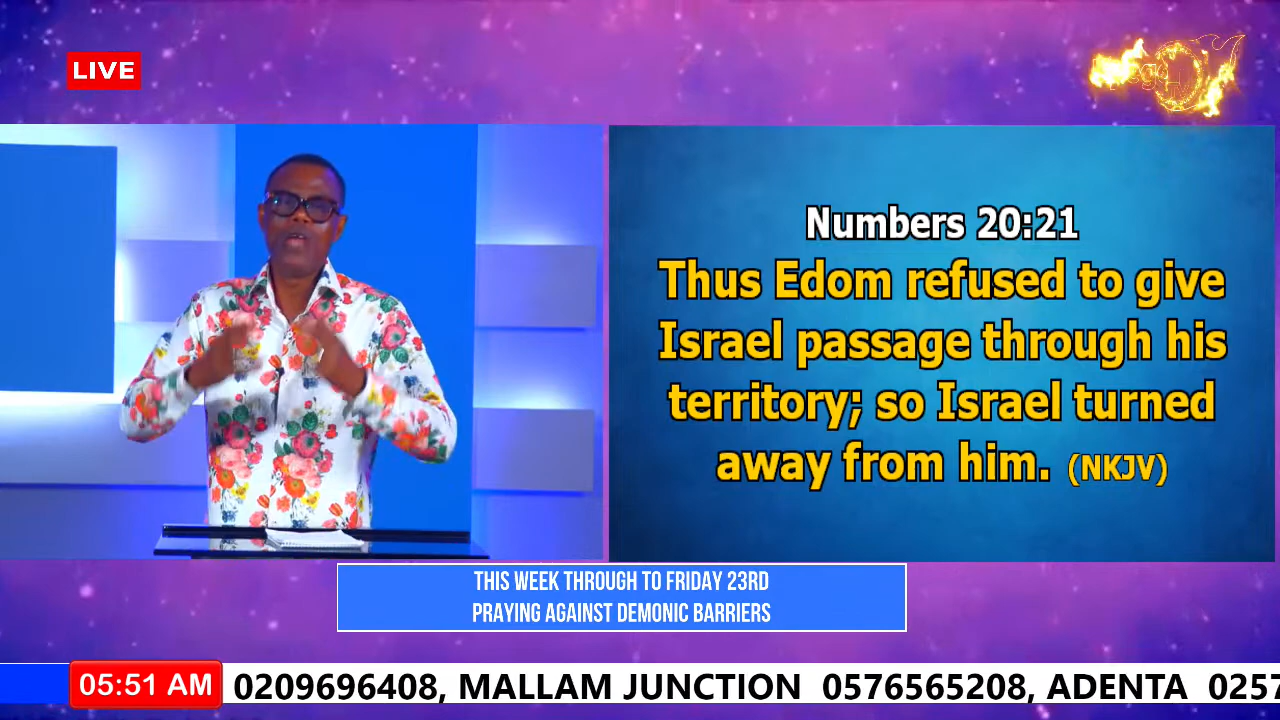 LIVE
Numbers 20:21
Thus Edom refused to give
Israel passage through his
territory; so Israel turned
away from him. (NKJV)
THIS WEEK THROUGH TO FRIDAY 23RD
PRAYING AGAINST DEMONIC BARRIERS
05:51 AM 0209696408, MALLAM JUNCTION 0576565208, ADENTA 0257